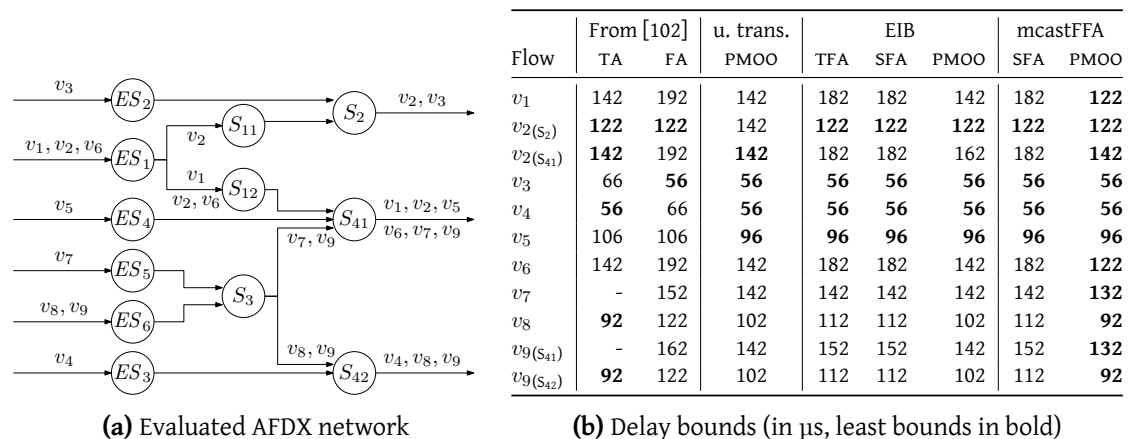 v3
ES2
S2
v2, v3
S11
v2
v1, v2, v6
ES1
v1
v2, v6
S12
v5
ES4
S41
v1, v2, v5
v6, v7, v9
v7, v9
v7
ES5
S3
v8, v9
ES6
v8, v9
v4
ES3
S42
v4, v8, v9
(a) Evaluated AFDX network
From [102] u. trans. EIB mcastFFA
Flow TA FA PMOO TFA SFA PMOO SFA PMOO
v1 142 192 142 182 182 142 182 122
v2(S2) 122 122 142 122 122 122 122 122
v2(S41) 142 192 142 182 182 162 182 142
v3 66 56 56 56 56 56 56 56
v4 56 66 56 56 56 56 56 56
v5 106 106 96 96 96 96 96 96
v6 142 192 142 182 182 142 182 122
v7 - 152 142 142 142 142 142 132
v8 92 122 102 112 112 102 112 92
v9(S41) - 162 142 152 152 142 152 132
v9(S42) 92 122 102 112 112 102 112 92
(b) Delay bounds (in µs, least bounds in bold)